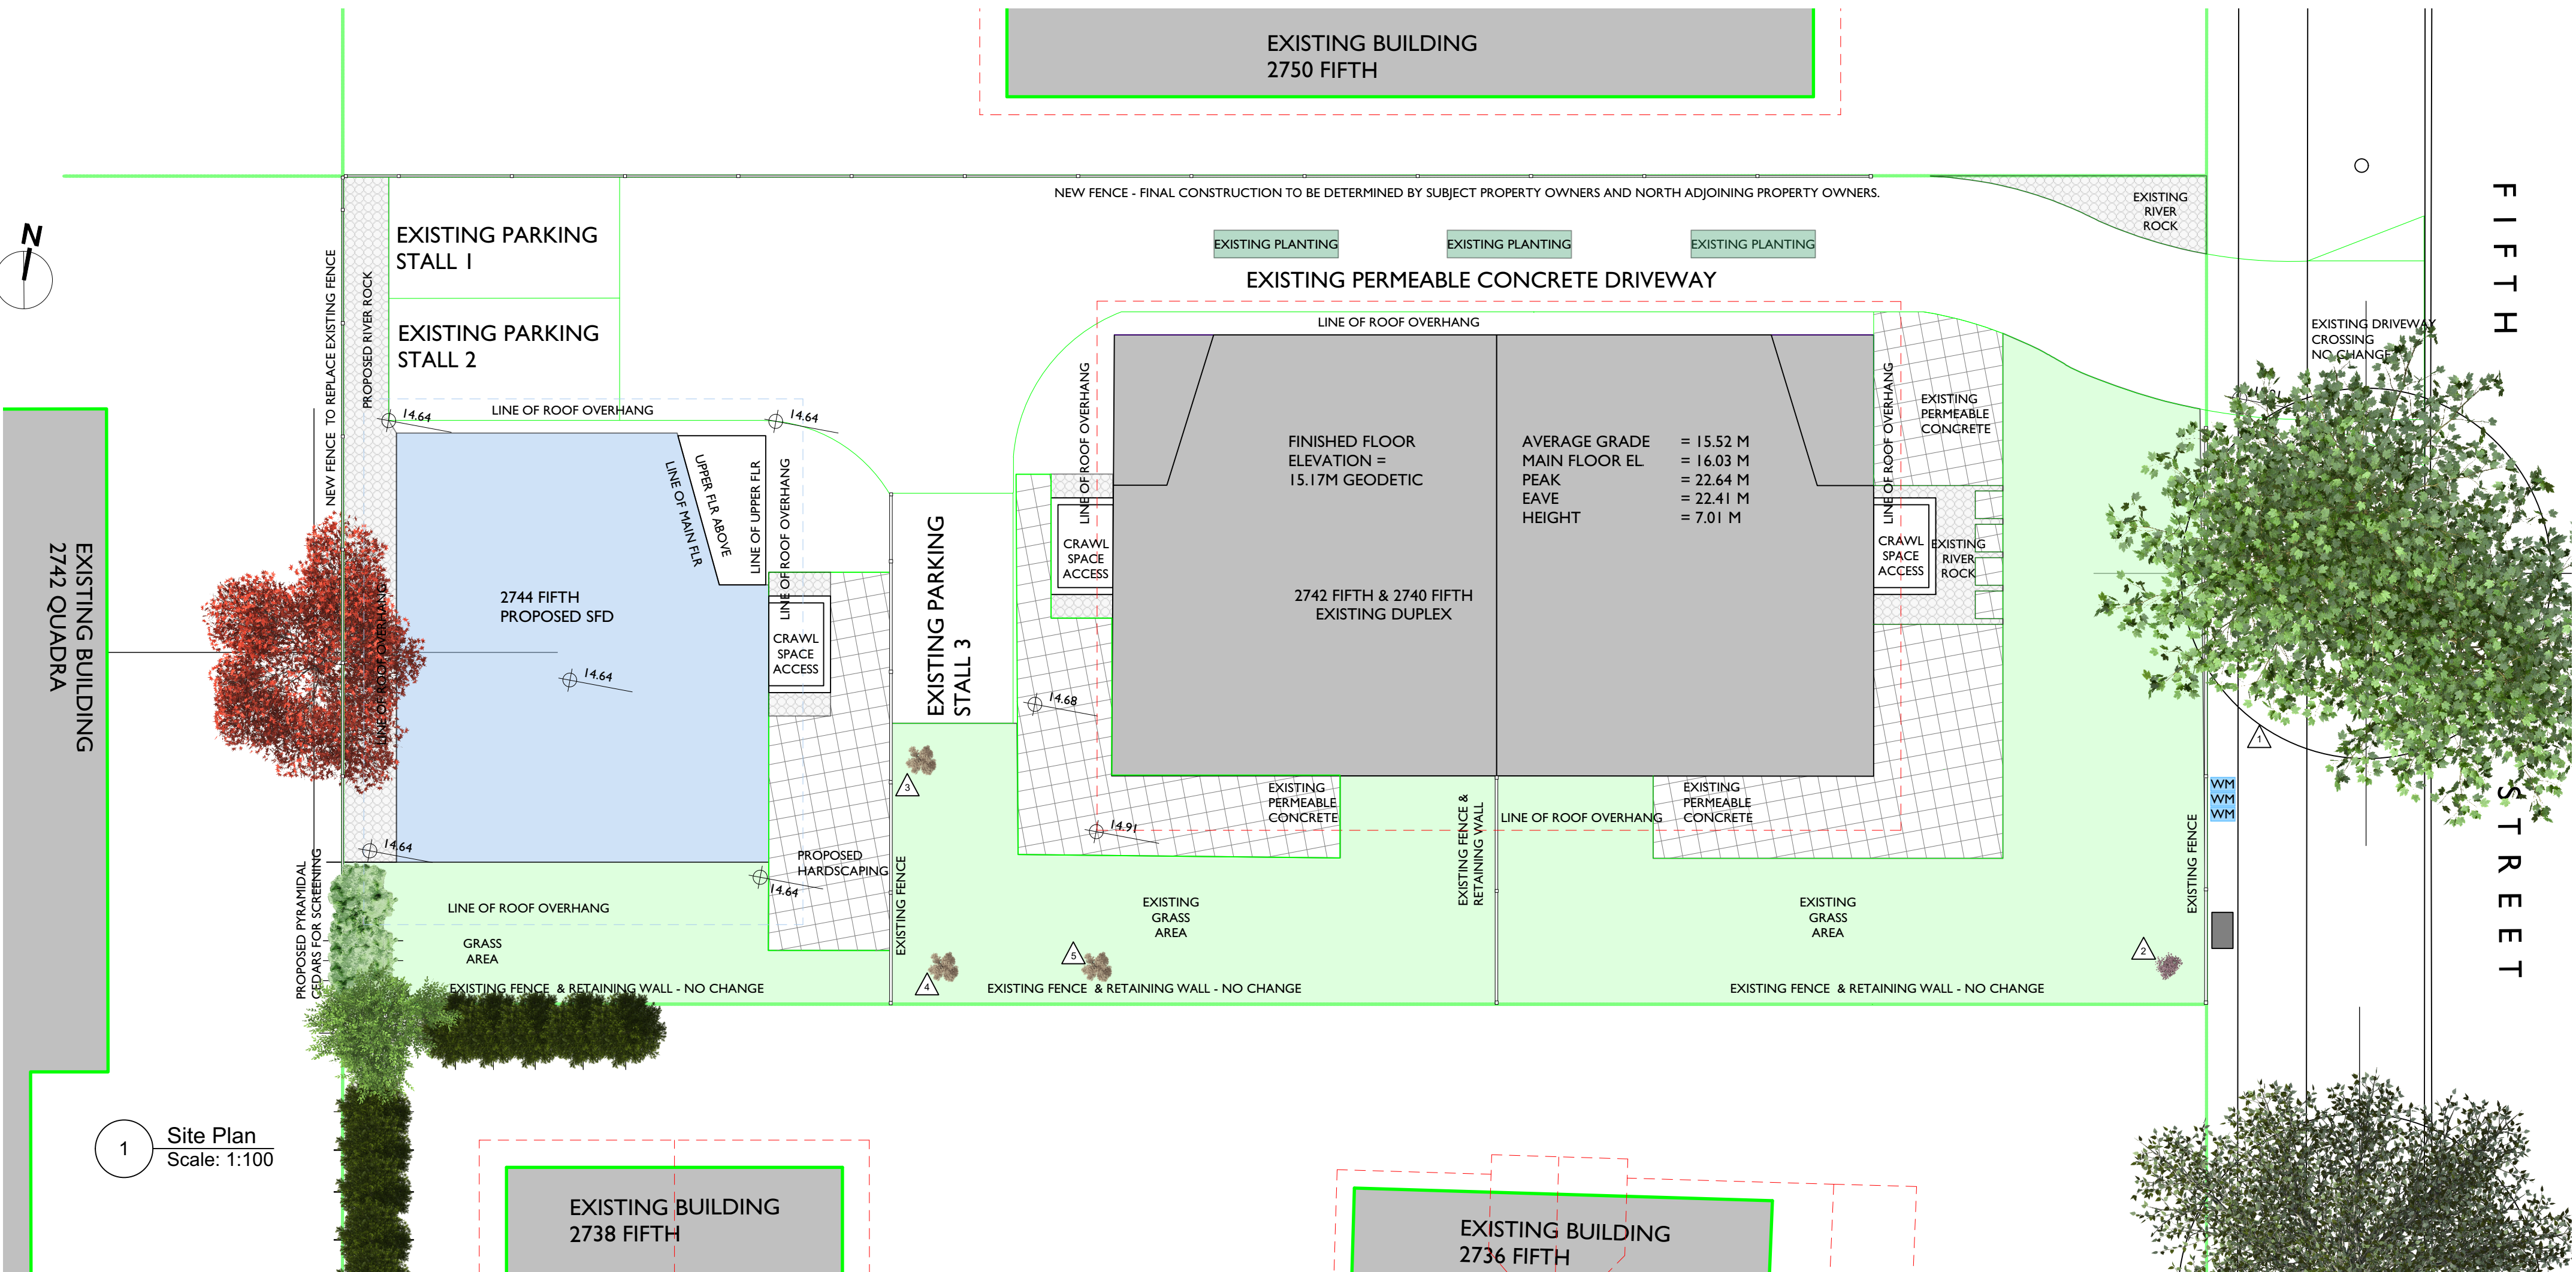 EXISTING BUILDING
2750 FIFTH
NEW FENCE - FINAL CONSTRUCTION TO BE DETERMINED BY SUBJECT PROPERTY OWNERS AND NORTH ADJOINING PROPERTY OWNERS.
EXISTING
RIVER
ROCK
FIFTH
STREET
N
EXISTING PARKING
STALL 1
EXISTING PARKING
STALL 2
NEW FENCE TO REPLACE EXISTING FENCE
PROPOSED RIVER ROCK
EXISTING PLANTING
EXISTING PLANTING
EXISTING PLANTING
EXISTING PERMEABLE CONCRETE DRIVEWAY
LINE OF ROOF OVERHANG
EXISTING DRIVEWAY
CROSSING
NO CHANGE
14.64
LINE OF ROOF OVERHANG
14.64
LINE OF ROOF OVERHANG
LINE OF ROOF OVERHANG
EXISTING
PERMEABLE
CONCRETE
FINISHED FLOOR
ELEVATION =
15.17M GEODETIC
AVERAGE GRADE = 15.52 M
MAIN FLOOR EL. = 16.03 M
PEAK = 22.64 M
EAVE = 22.41 M
HEIGHT = 7.01 M
LINE OF MAIN FLR
UPPER FLR ABOVE
LINE OF UPPER FLR
LINE OF ROOF OVERHANG
EXISTING PARKING
STALL 3
CRAWL
SPACE
ACCESS
CRAWL
SPACE
ACCESS
EXISTING
RIVER
ROCK
EXISTING BUILDING
2742 QUADRA
LINE OF ROOF OVERHANG
2744 FIFTH
PROPOSED SFD
CRAWL
SPACE
ACCESS
2742 FIFTH & 2740 FIFTH
EXISTING DUPLEX
14.64
14.68
1
WM
WM
WM
3
EXISTING
PERMEABLE
CONCRETE
EXISTING FENCE &
RETAINING WALL
LINE OF ROOF OVERHANG
EXISTING
PERMEABLE
CONCRETE
14.91
14.64
PROPOSED
HARDSCAPING
14.64
EXISTING FENCE
EXISTING FENCE
PROPOSED PYRAMIDAL
CEDARS FOR SCREENING
LINE OF ROOF OVERHANG
GRASS
AREA
EXISTING
GRASS
AREA
EXISTING
GRASS
AREA
5
4
2
EXISTING FENCE & RETAINING WALL - NO CHANGE
EXISTING FENCE & RETAINING WALL - NO CHANGE
EXISTING FENCE & RETAINING WALL - NO CHANGE
1
Site Plan
Scale: 1:100
EXISTING BUILDING
2738 FIFTH
EXISTING BUILDING
2736 FIFTH